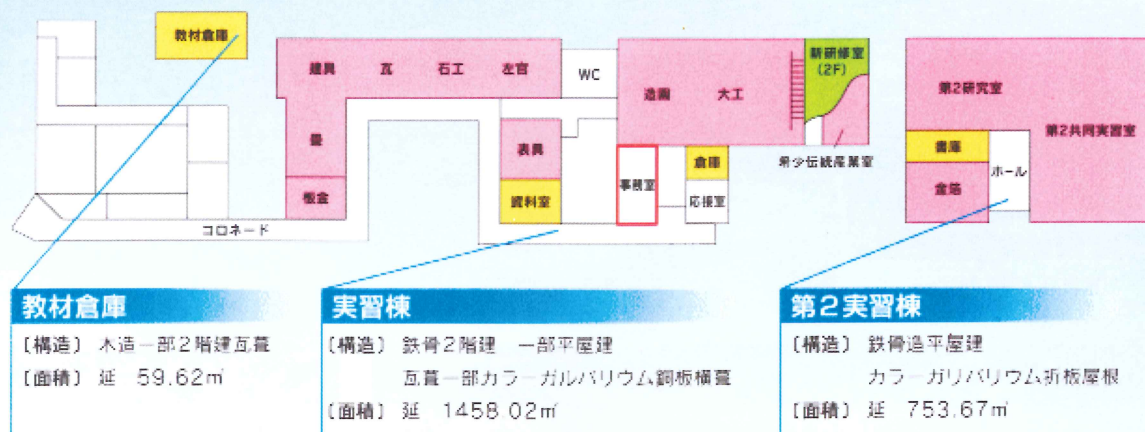 教材倉庫
建具 瓦 石工 左官
WC
造園 大工
新研修室
(2F)
第2研究室
畳
表具
倉庫
希少伝統産業室
書庫
第2共同実習室
板金
資料室
事務室
応接室
金箔
ホール
コロネード
教材倉庫
〔構造〕 木造一部2階建瓦葺
〔面積〕 延 59.62㎡
実習棟
〔構造〕 鉄骨2階建 一部平屋建
瓦葺一部カラーガルバリウム鋼板横葺
〔面積〕 延 1458.02㎡
第2実習棟
〔構造〕 鉄骨造平屋建
カラーガリバリウム折板屋根
〔面積〕 延 753.67㎡